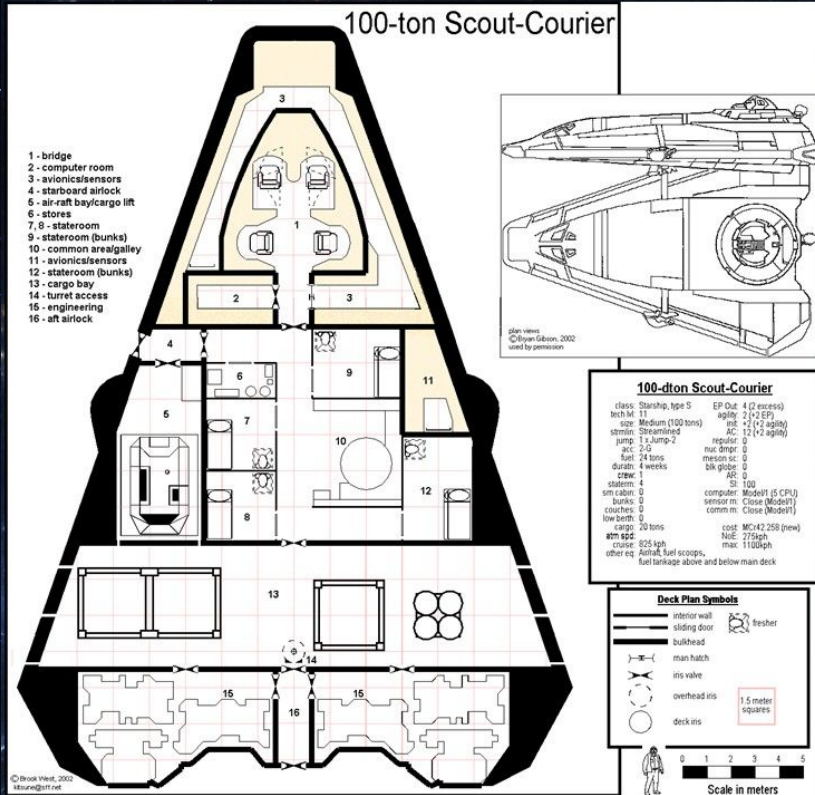 100-ton Scout-Courier
1 - bridge
2 - computer room
3 - avionics/sensors
4 - starboard airlock
5 - air-raft bay/cargo lift
6 - stores
7, 8 - stateroom
9 - stateroom (bunks)
10 - common area/galley
11 - avionics/sensors
12 - stateroom (bunks)
13 - cargo bay
14 - turret access
15 - engineering
16 - aft airlock
3
1
2
3
4
5
6
7
8
9
10
11
12
13
14
15
15
16
© Brook West, 2002
kitsune@sff.net
plan views
© Bryan Gibson, 2002
used by permission
100-dton Scout-Courier
class: Starship, type S EP Out: 4 (2 excess)
tech lvl: 11 agility: 2 (+2 EP)
size: Medium (100 tons) init: +2 (+2 agility)
strmlin: Streamlined AC: 12 (+2 agility)
jump: 1 x Jump-2 repulsr: 0
acc: 2-G nuc dmpr: 0
fuel: 24 tons meson sc: 0
duratn: 4 weeks blk globe: 0
crew: 1 AR: 0
staterm: 4 SI: 100
sm cabin: 0 computer: Model/1 (5 CPU)
bunks: 0 sensor rn: Close (Model/1)
couches: 0 comm rn: Close (Model/1)
low berth: 0
cargo: 20 tons cost: MCr42.258 (new)
atm spd: NoE: 275kph
cruise: 825 kph max: 1100kph
other eq: Air/raft, fuel scoops,
fuel tankage above and below main deck
Deck Plan Symbols
interior wall
sliding door
bulkhead
fresher
man hatch
iris valve
overhead iris
deck iris
1.5 meter
squares
0 1 2 3 4 5
Scale in meters